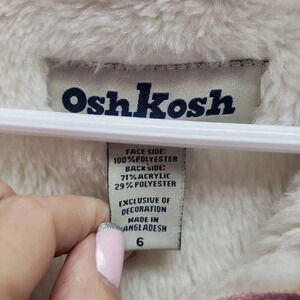 OshKosh
FACE SIDE:
100% POLYESTER
BACK SIDE:
71% ACRYLIC
29% POLYESTER
EXCLUSIVE OF
DECORATION
MADE IN
BANGLADESH
6